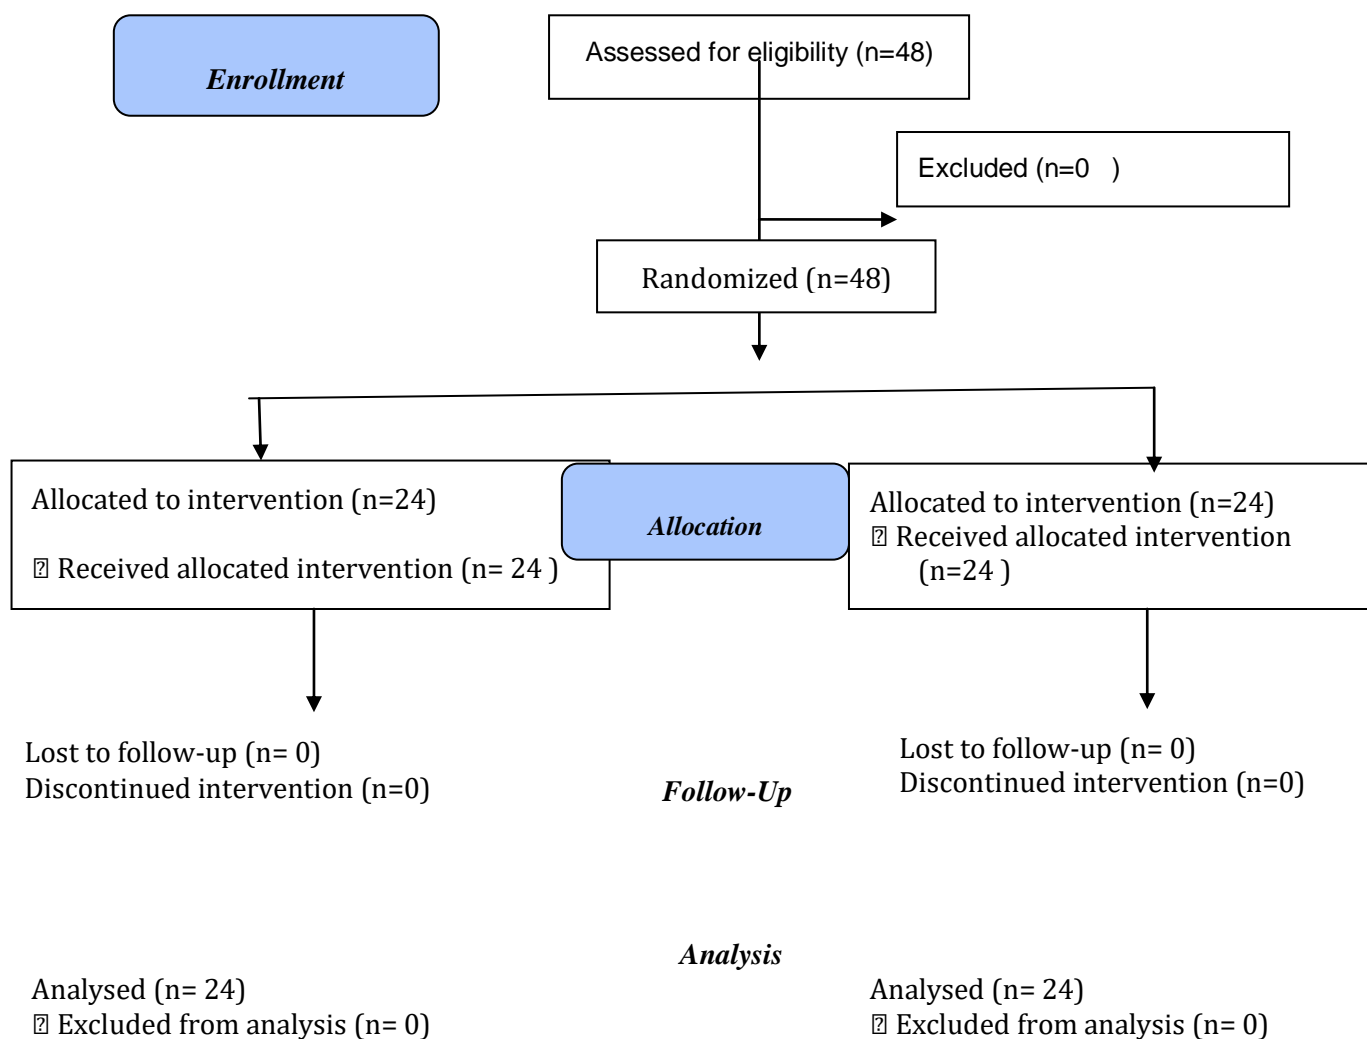 Enrollment
Assessed for eligibility (n=48)
Excluded (n=0   )
Randomized (n=48)
Allocated to intervention (n=24)
⍰ Received allocated intervention (n= 24 )
Allocation
Allocated to intervention (n=24)
⍰ Received allocated intervention
(n=24 )
Lost to follow-up (n= 0)
Discontinued intervention (n=0)
Follow-Up
Lost to follow-up (n= 0)
Discontinued intervention (n=0)
Analysis
Analysed (n= 24)
⍰ Excluded from analysis (n= 0)
Analysed (n= 24)
⍰ Excluded from analysis (n= 0)